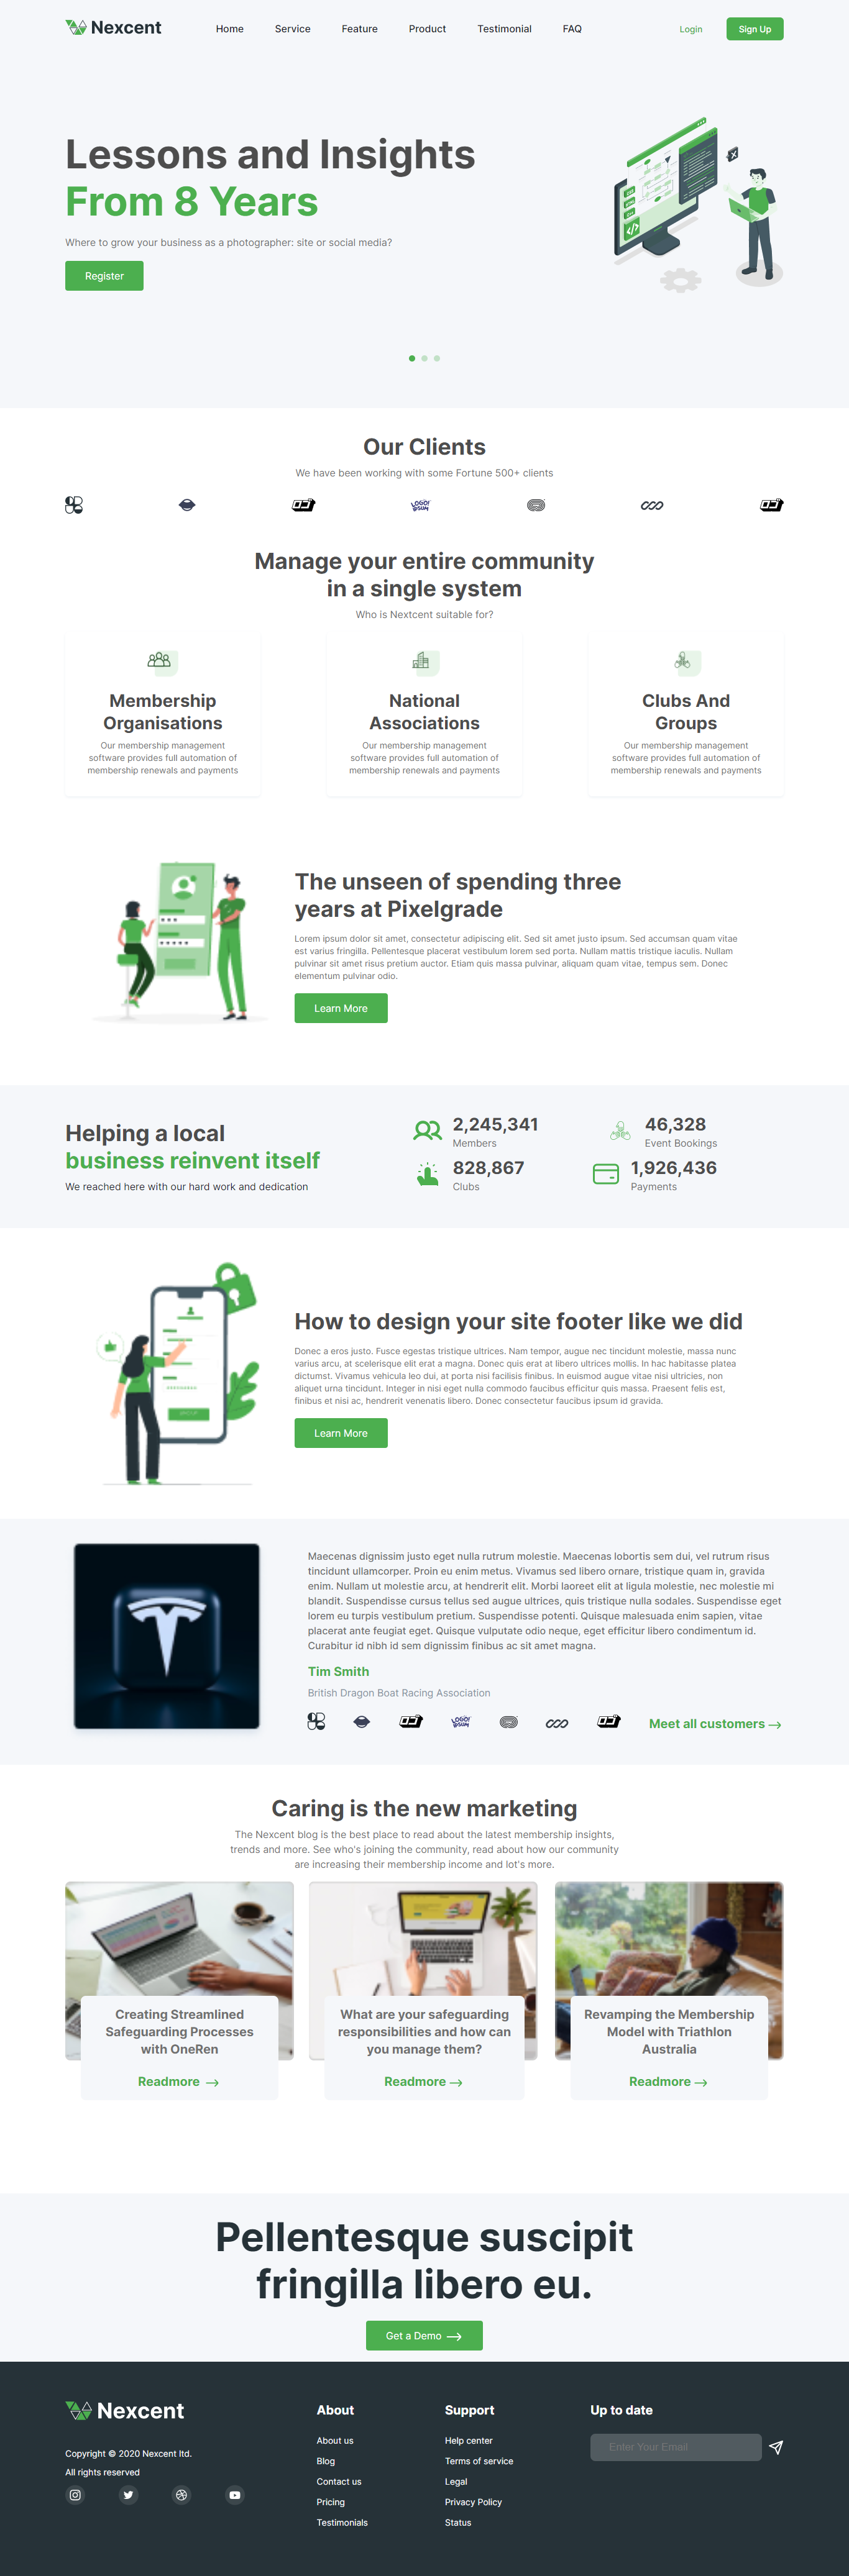 Nexcent
Home
Service
Feature
Product
Testimonial
FAQ
Login
Sign Up
Lessons and Insights
From 8 Years
Where to grow your business as a photographer: site or social media?
Register
Our Clients
We have been working with some Fortune 500+ clients
LOGO!
IPSUM
Manage your entire community
in a single system
Who is Nextcent suitable for?
Membership
Organisations
Our membership management
software provides full automation of
membership renewals and payments
National
Associations
Our membership management
software provides full automation of
membership renewals and payments
Clubs And
Groups
Our membership management
software provides full automation of
membership renewals and payments
The unseen of spending three
years at Pixelgrade
Lorem ipsum dolor sit amet, consectetur adipiscing elit. Sed sit amet justo ipsum. Sed accumsan quam vitae
est varius fringilla. Pellentesque placerat vestibulum lorem sed porta. Nullam mattis tristique iaculis. Nullam
pulvinar sit amet risus pretium auctor. Etiam quis massa pulvinar, aliquam quam vitae, tempus sem. Donec
elementum pulvinar odio.
Learn More
Helping a local
business reinvent itself
We reached here with our hard work and dedication
2,245,341
Members
46,328
Event Bookings
828,867
Clubs
1,926,436
Payments
How to design your site footer like we did
Donec a eros justo. Fusce egestas tristique ultrices. Nam tempor, augue nec tincidunt molestie, massa nunc
varius arcu, at scelerisque elit erat a magna. Donec quis erat at libero ultrices mollis. In hac habitasse platea
dictumst. Vivamus vehicula leo dui, at porta nisi facilisis finibus. In euismod augue vitae nisi ultricies, non
aliquet urna tincidunt. Integer in nisi eget nulla commodo faucibus efficitur quis massa. Praesent felis est,
finibus et nisi ac, hendrerit venenatis libero. Donec consectetur faucibus ipsum id gravida.
Learn More
Maecenas dignissim justo eget nulla rutrum molestie. Maecenas lobortis sem dui, vel rutrum risus
tincidunt ullamcorper. Proin eu enim metus. Vivamus sed libero ornare, tristique quam in, gravida
enim. Nullam ut molestie arcu, at hendrerit elit. Morbi laoreet elit at ligula molestie, nec molestie mi
blandit. Suspendisse cursus tellus sed augue ultrices, quis tristique nulla sodales. Suspendisse eget
lorem eu turpis vestibulum pretium. Suspendisse potenti. Quisque malesuada enim sapien, vitae
placerat ante feugiat eget. Quisque vulputate odio neque, eget efficitur libero condimentum id.
Curabitur id nibh id sem dignissim finibus ac sit amet magna.
Tim Smith
British Dragon Boat Racing Association
LOGO!
IPSUM
Meet all customers
Caring is the new marketing
The Nexcent blog is the best place to read about the latest membership insights,
trends and more. See who's joining the community, read about how our community
are increasing their membership income and lot's more.
Creating Streamlined
Safeguarding Processes
with OneRen
Readmore
What are your safeguarding
responsibilities and how can
you manage them?
Readmore
Revamping the Membership
Model with Triathlon
Australia
Readmore
Pellentesque suscipit
fringilla libero eu.
Get a Demo
Nexcent
Copyright © 2020 Nexcent ltd.
All rights reserved
About
About us
Blog
Contact us
Pricing
Testimonials
Support
Help center
Terms of service
Legal
Privacy Policy
Status
Up to date
Enter Your Email